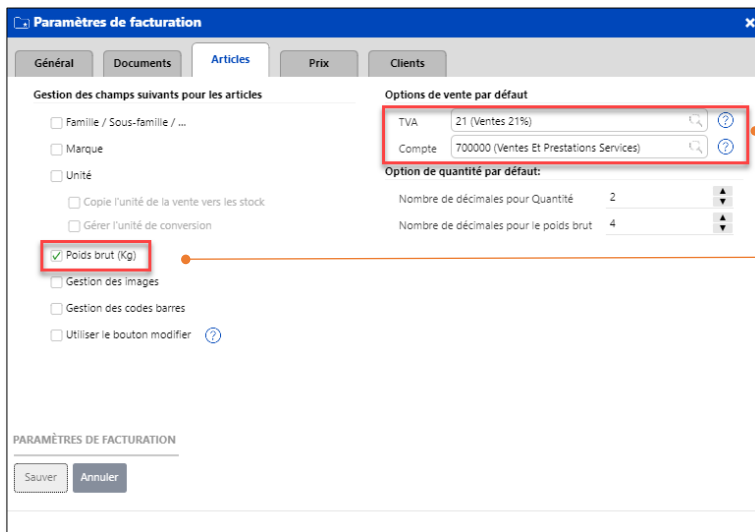 Paramètres de facturation
Général Documents Articles Prix Clients
Gestion des champs suivants pour les articles
Famille / Sous-famille / ...
Marque
Unité
Copie l'unité de la vente vers les stock
Gérer l'unité de conversion
Poids brut (Kg)
Gestion des images
Gestion des codes barres
Utiliser le bouton modifier ?
Options de vente par défaut
TVA 21 (Ventes 21%) ?
Compte 700000 (Ventes Et Prestations Services) ?
Option de quantité par défaut:
Nombre de décimales pour Quantité 2
Nombre de décimales pour le poids brut 4
PARAMÈTRES DE FACTURATION
Sauver Annuler